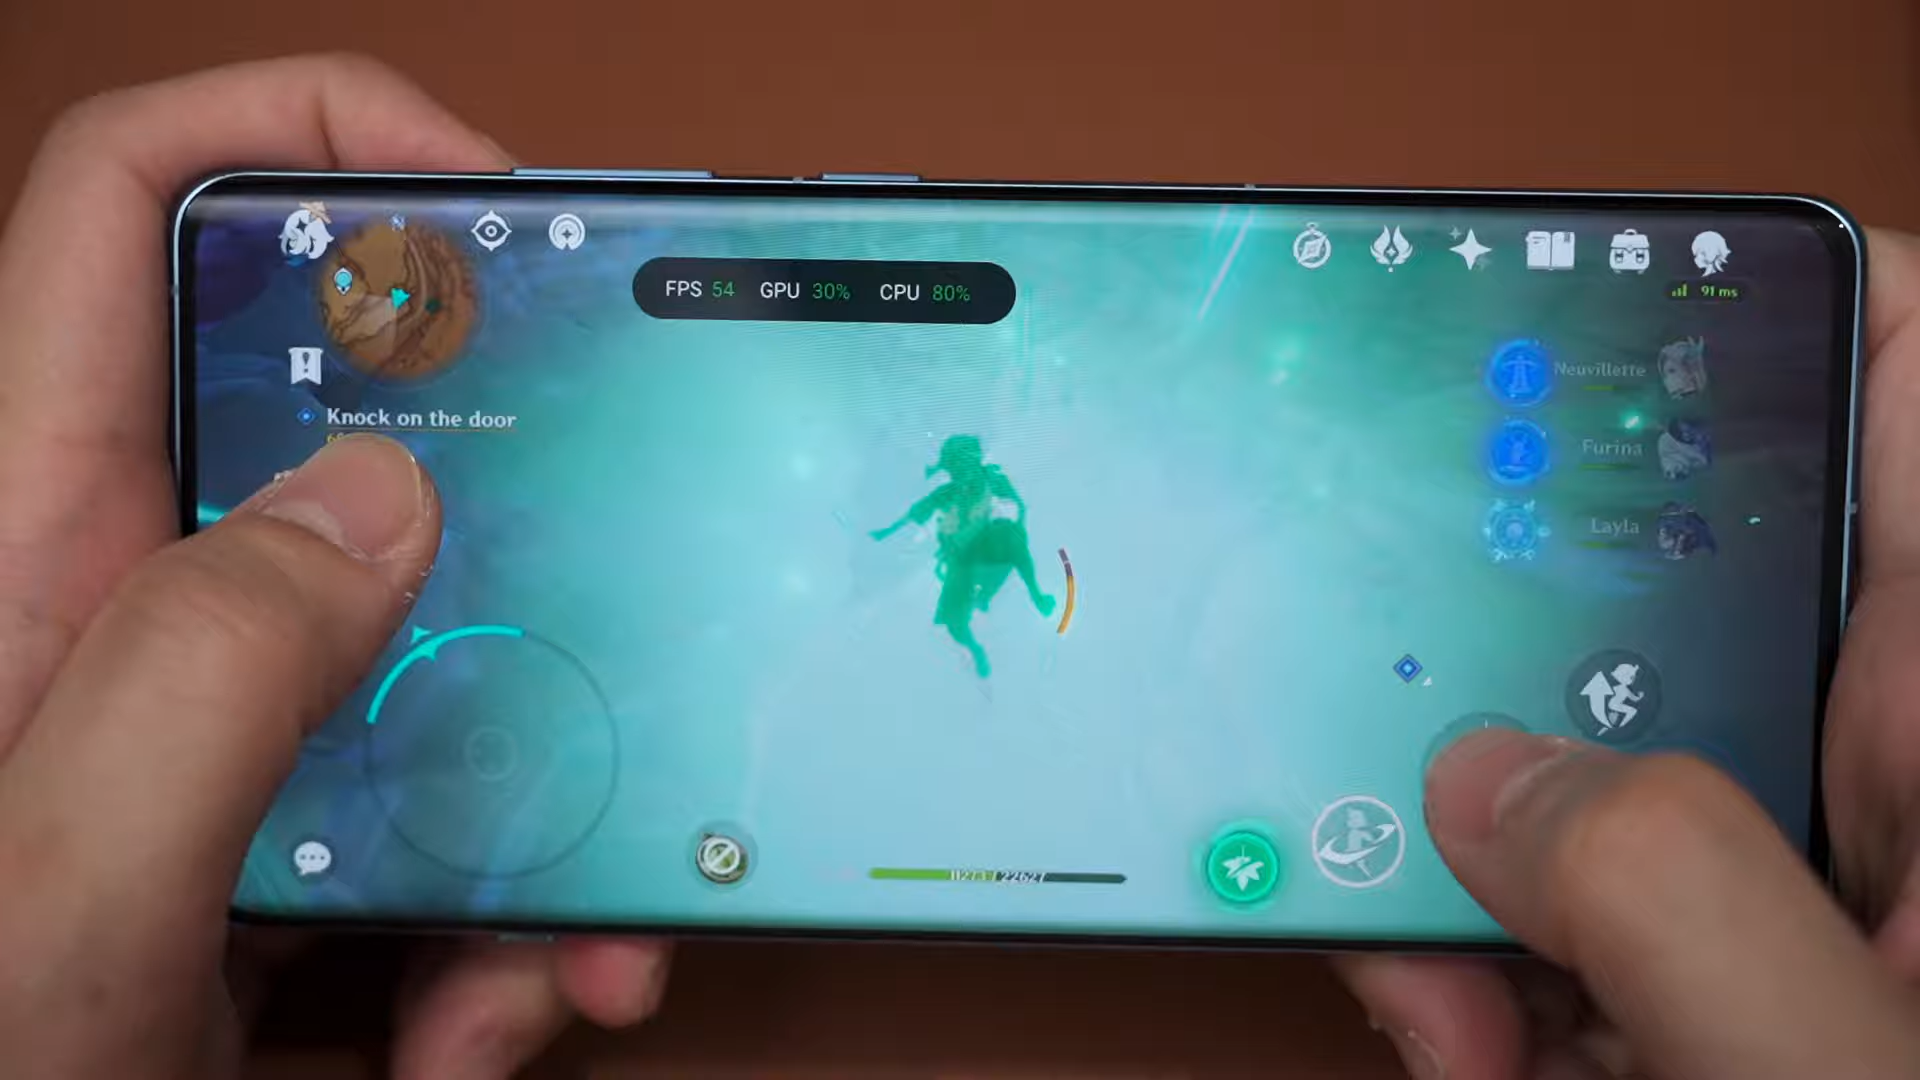 FPS 54 GPU 30% CPU 80%
91 ms
Neuvillette
Knock on the door
Furina
Layla